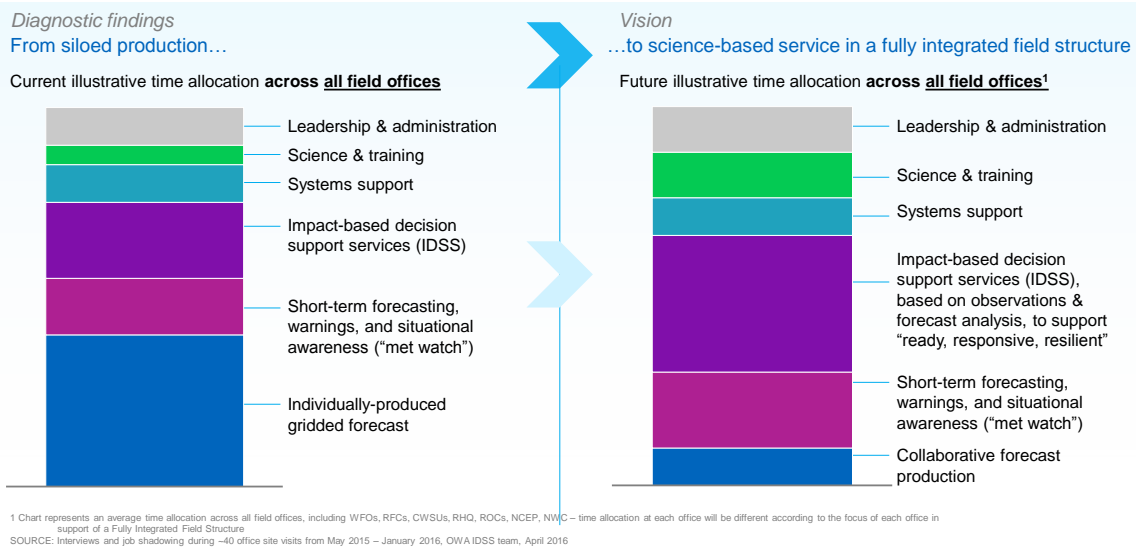 Diagnostic findings
From siloed production…
Current illustrative time allocation across all field offices
Leadership & administration
Science & training
Systems support
Impact-based decision
support services (IDSS)
Short-term forecasting,
warnings, and situational
awareness (“met watch”)
Individually-produced
gridded forecast
Vision
…to science-based service in a fully integrated field structure
Future illustrative time allocation across all field offices¹
Leadership & administration
Science & training
Systems support
Impact-based decision
support services (IDSS),
based on observations &
forecast analysis, to support
“ready, responsive, resilient”
Short-term forecasting,
warnings, and situational
awareness (“met watch”)
Collaborative forecast
production
1 Chart represents an average time allocation across all field offices, including WFOs, RFCs, CWSUs, RHQ, ROCs, NCEP, NWC – time allocation at each office will be different according to the focus of each office in
support of a Fully Integrated Field Structure
SOURCE: Interviews and job shadowing during ~40 office site visits from May 2015 – January 2016, OWA IDSS team, April 2016